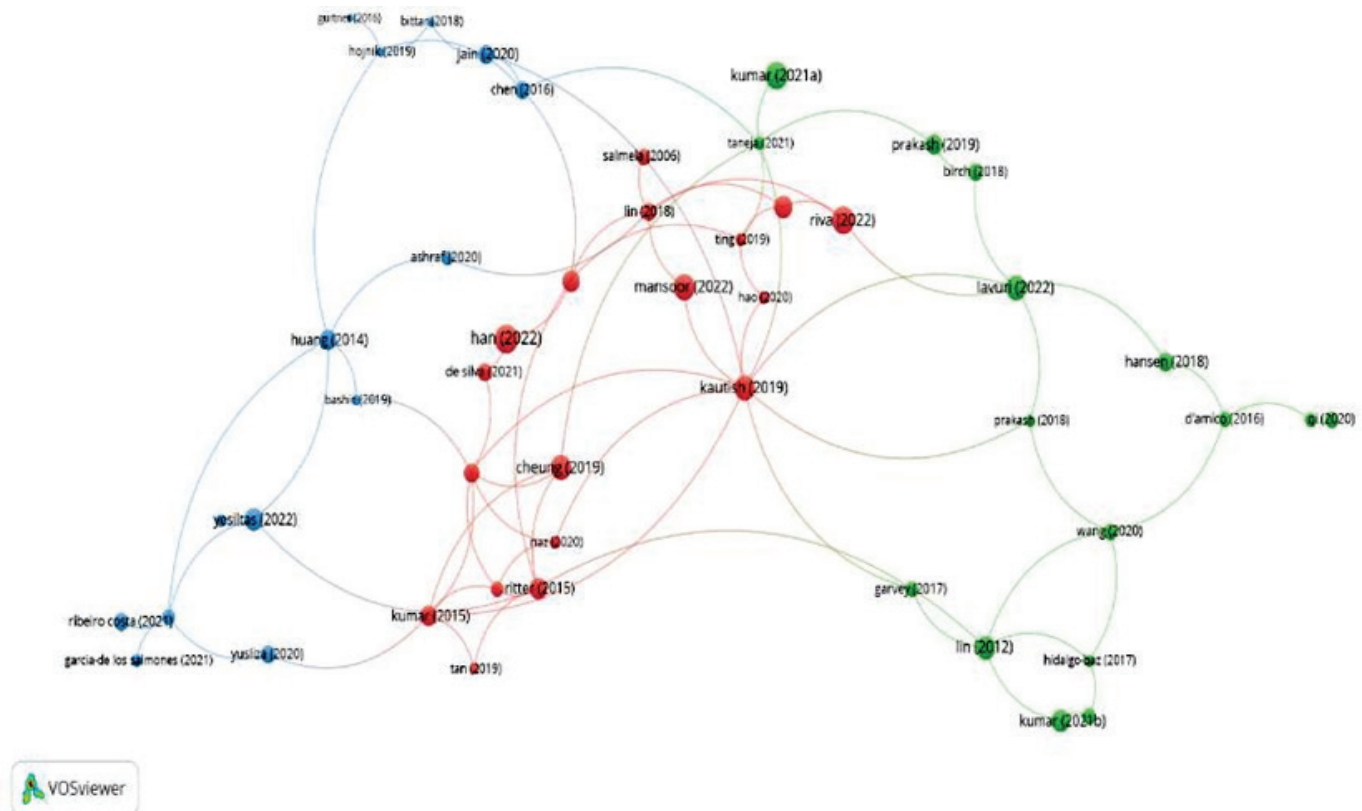 gurtner (2016)
bittar (2018)
hojnik (2019)
jain (2020)
chen (2016)
kumar (2021a)
taneja (2021)
prakash (2019)
birch (2018)
salmela (2006)
lin (2018)
riva (2022)
ting (2019)
ashraf (2020)
mansoor (2022)
hao (2020)
lavuri (2022)
han (2022)
huang (2014)
de silva (2021)
hansen (2018)
kautish (2019)
bashir (2019)
prakash (2018)
d'amico (2016)
qi (2020)
cheung (2019)
yesiltas (2022)
naz (2020)
wang (2020)
ritter (2015)
garvey (2017)
kumar (2015)
ribeiro costa (2021)
lin (2012)
yusliza (2020)
garcia-de los salmones (2021)
tan (2019)
hidalgo-baz (2017)
kumar (2021b)
VOSviewer